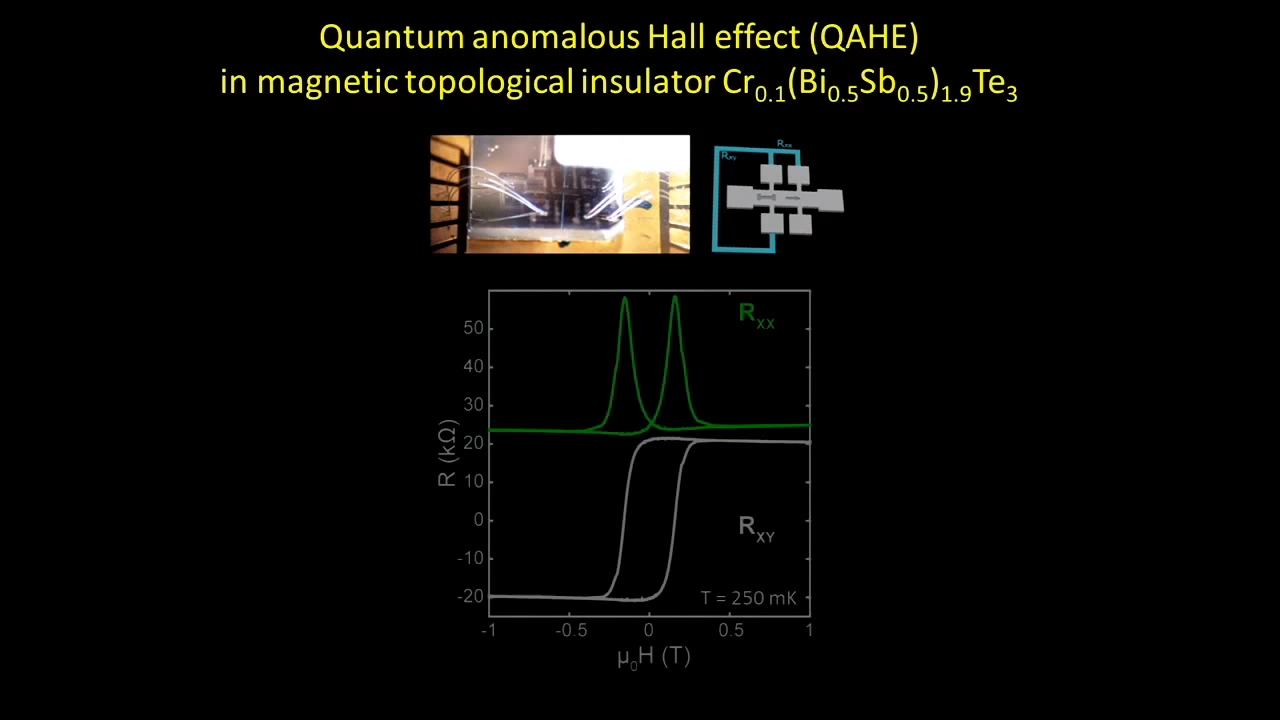 Quantum anomalous Hall effect (QAHE)
in magnetic topological insulator Cr0.1(Bi0.5Sb0.5)1.9Te3
Rxx
Rxy
RXX
50
40
30
20
10
0
-10
-20
R (kΩ)
RXY
T = 250 mK
-1 -0.5 0 0.5 1
μ0H (T)